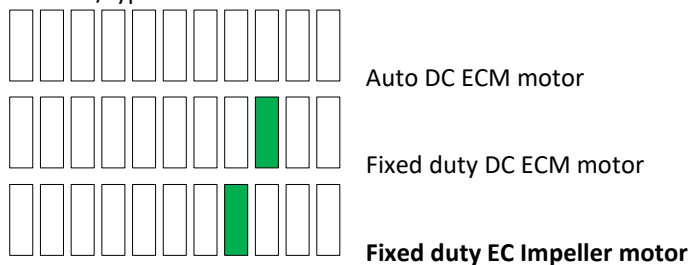 Auto DC ECM motor
Fixed duty DC ECM motor
Fixed duty EC Impeller motor